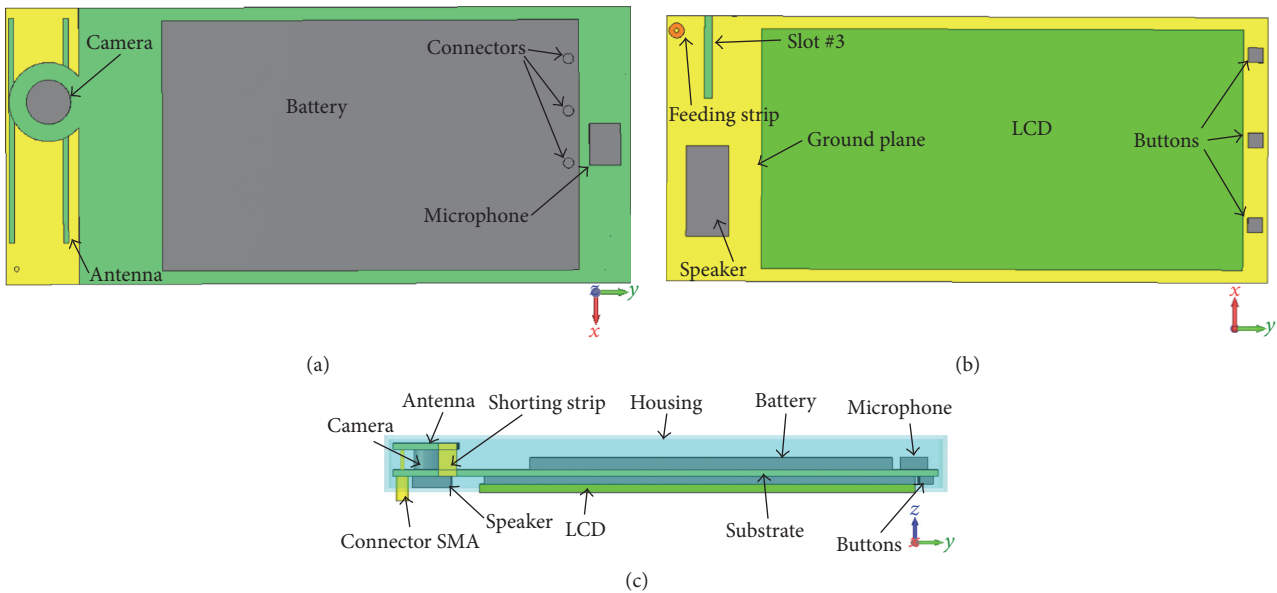 Camera
Connectors
Battery
Microphone
Antenna
z
y
x
(a)
Slot #3
Feeding strip
Ground plane
LCD
Buttons
Speaker
x
y
(b)
Antenna
Shorting strip
Housing
Battery
Microphone
Camera
Speaker
LCD
Substrate
Connector SMA
Buttons
z
x
y
(c)